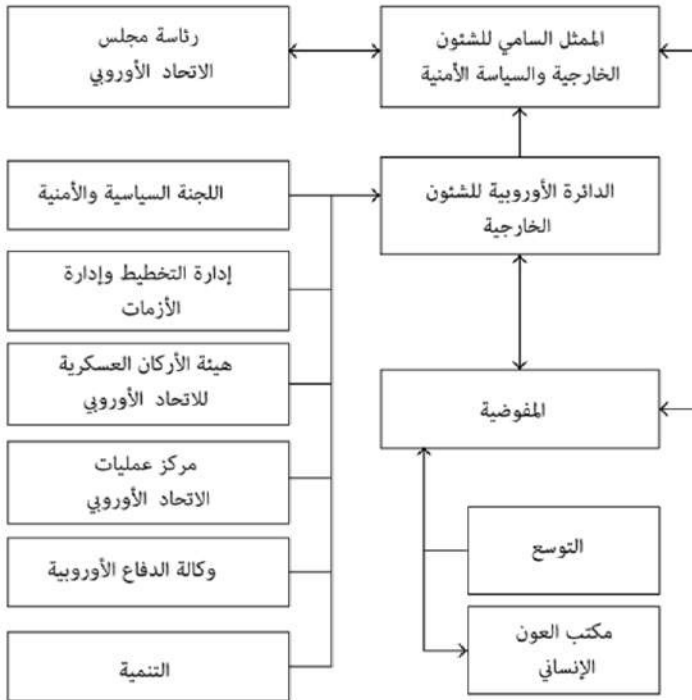 الممثل السامي للشئون
الخارجية والسياسة الأمنية
رئاسة مجلس
الاتحاد الأوروبي
الدائرة الأوروبية للشئون
الخارجية
اللجنة السياسية والأمنية
إدارة التخطيط وإدارة
الأزمات
هيئة الأركان العسكرية
للاتحاد الأوروبي
المفوضية
مركز عمليات
الاتحاد الأوروبي
التوسع
وكالة الدفاع الأوروبية
مكتب العون
الإنساني
التنمية